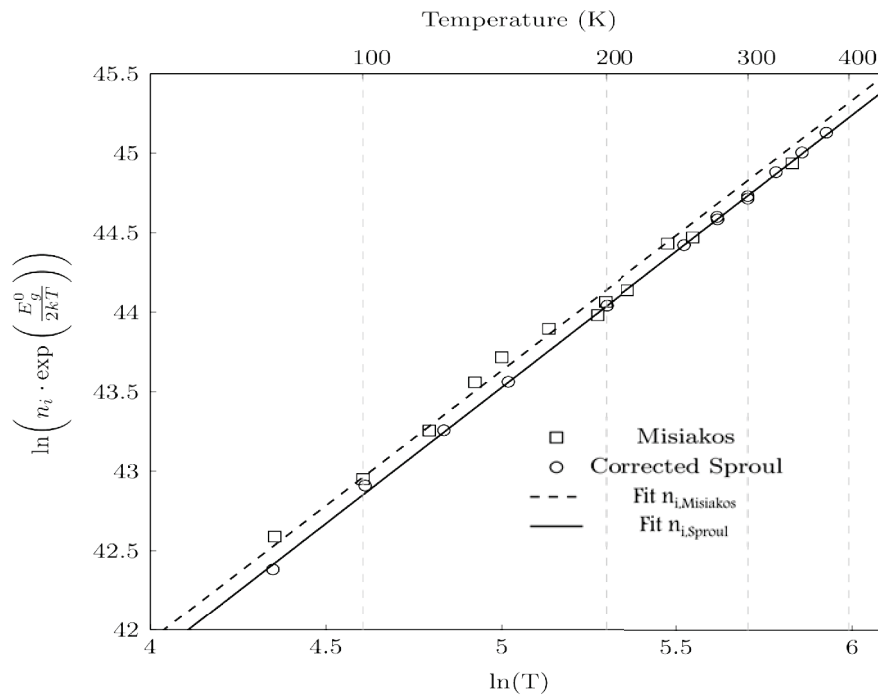 Temperature (K)
100 200 300 400
45.5
45
44.5
44
43.5
43
42.5
42
ln(n_i · exp(E_g^0/2kT))
Misiakos
Corrected Sproul
Fit n_{i,Misiakos}
Fit n_{i,Sproul}
4 4.5 5 5.5 6
ln(T)